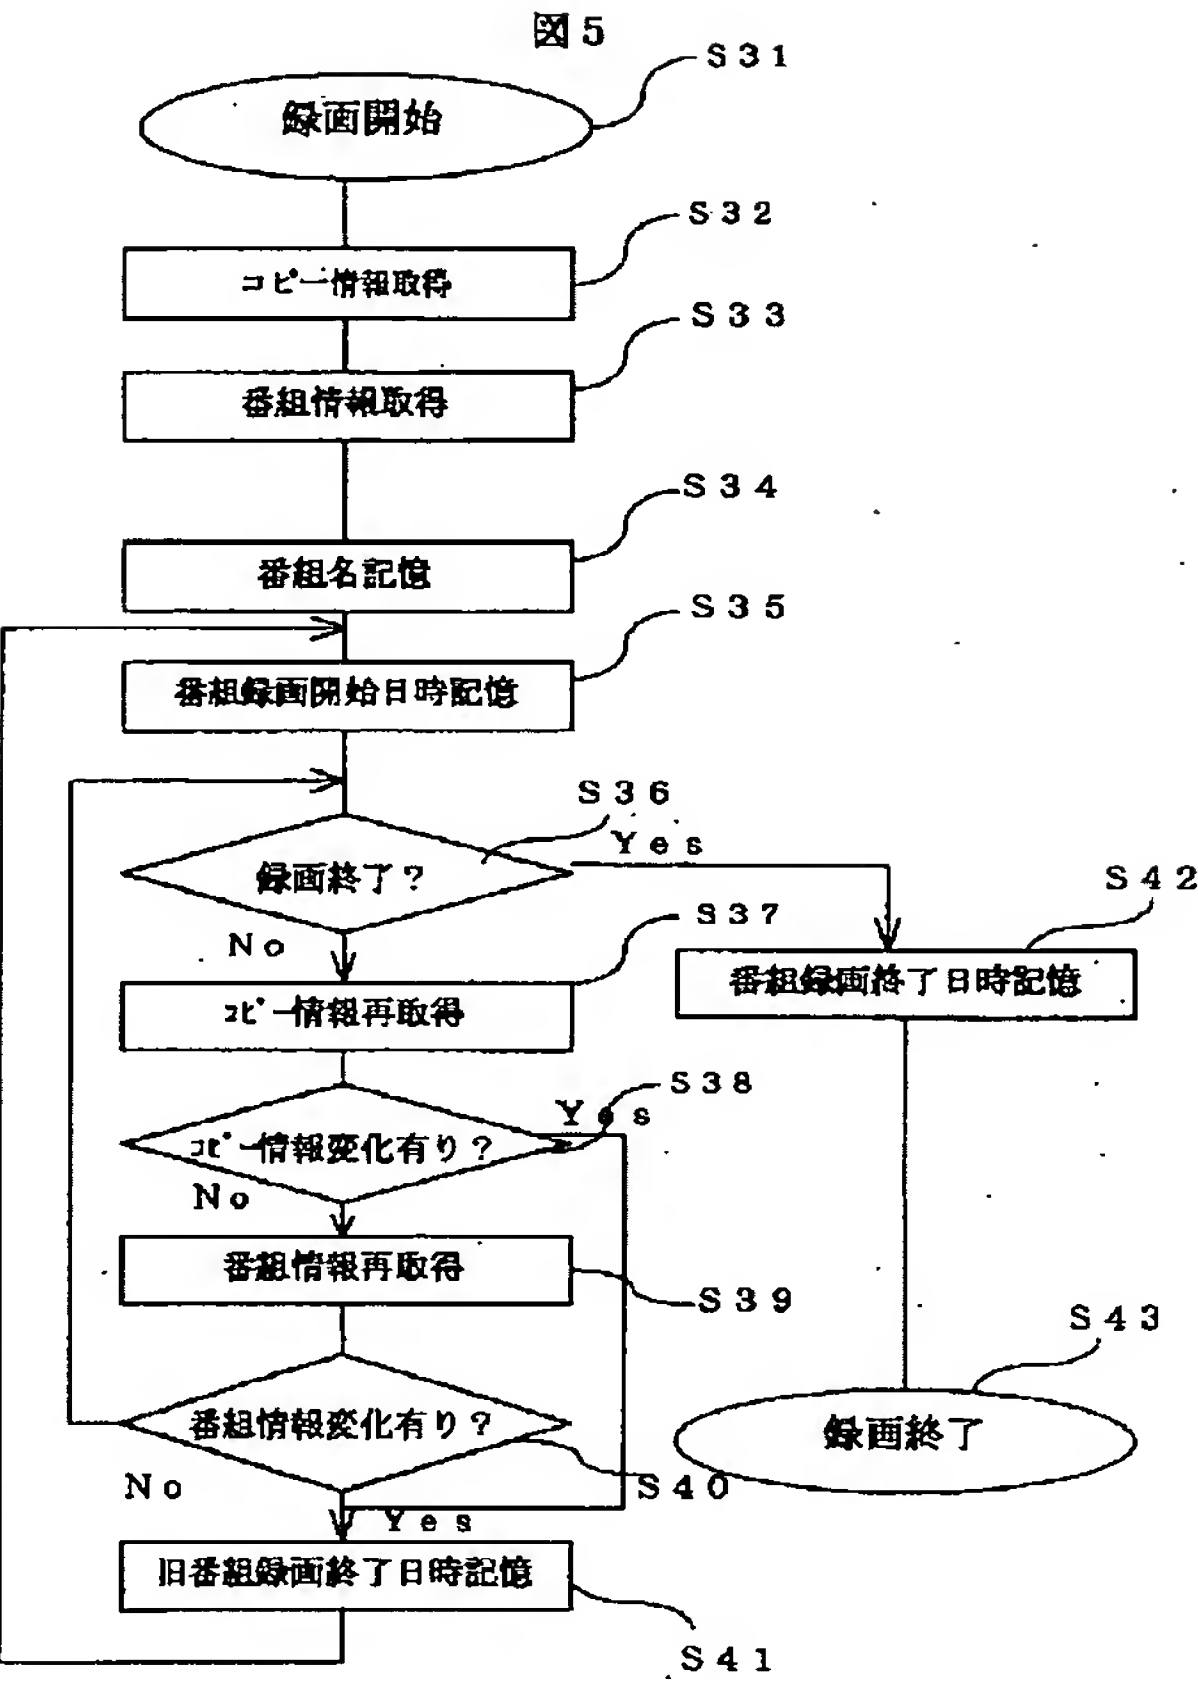 図5
S31
録画開始
S32
コピー情報取得
S33
番組情報取得
S34
番組名記憶
S35
番組録画開始日時記憶
S36
Yes
録画終了？
S42
No
S37
番組録画終了日時記憶
コピー情報再取得
S38
Yes
コピー情報変化有り？
No
番組情報再取得
S39
S43
番組情報変化有り？
録画終了
No
S40
Yes
旧番組録画終了日時記憶
S41